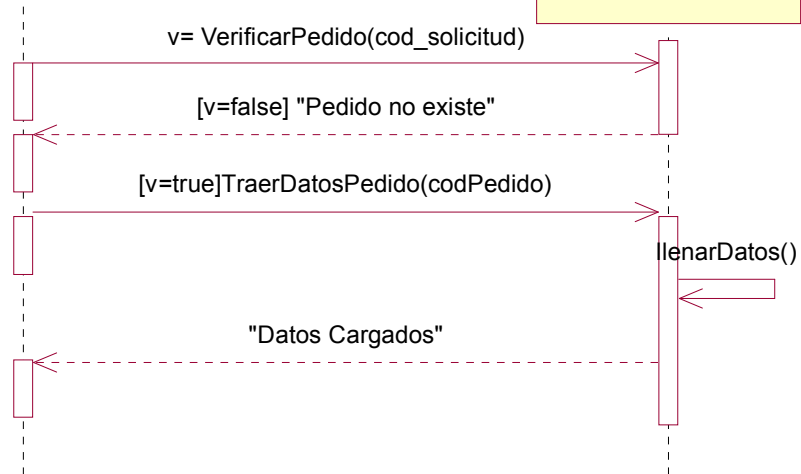 v= VerificarPedido(cod_solicitud)
[v=false] "Pedido no existe"
[v=true]TraerDatosPedido(codPedido)
llenarDatos()
"Datos Cargados"